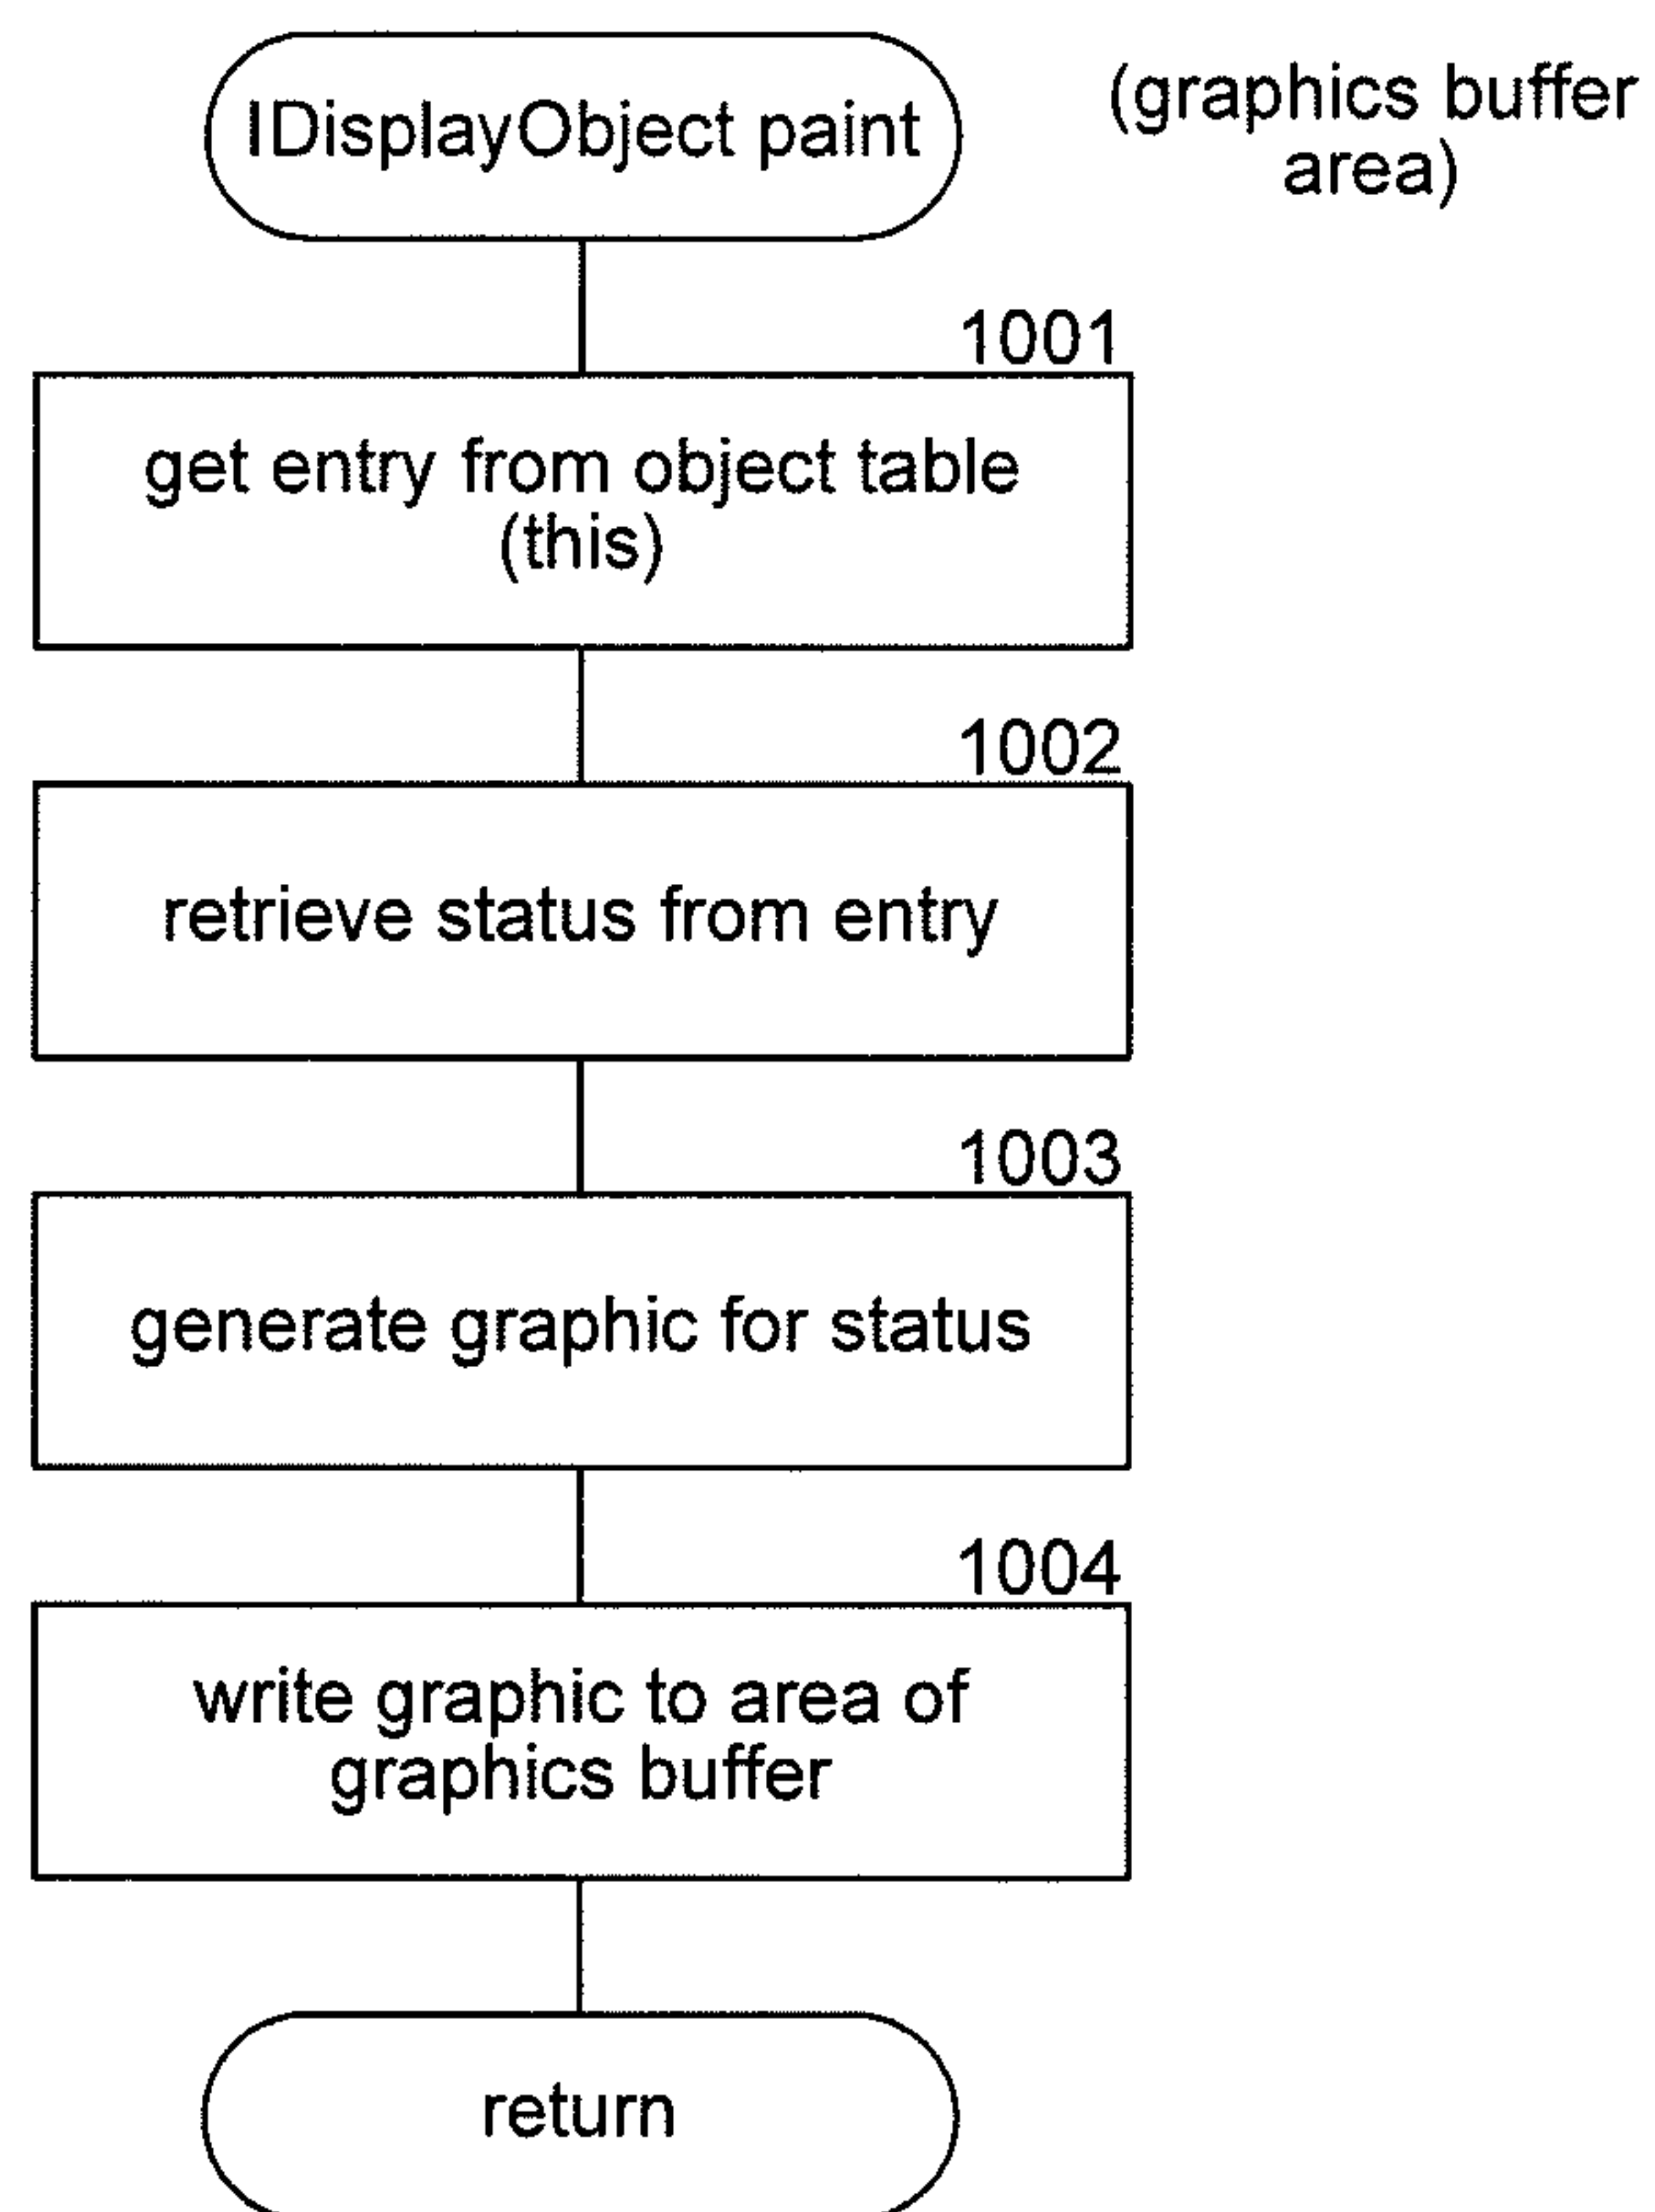 IDisplayObject paint
(graphics buffer
area)
1001
get entry from object table
(this)
1002
retrieve status from entry
1003
generate graphic for status
1004
write graphic to area of
graphics buffer
return